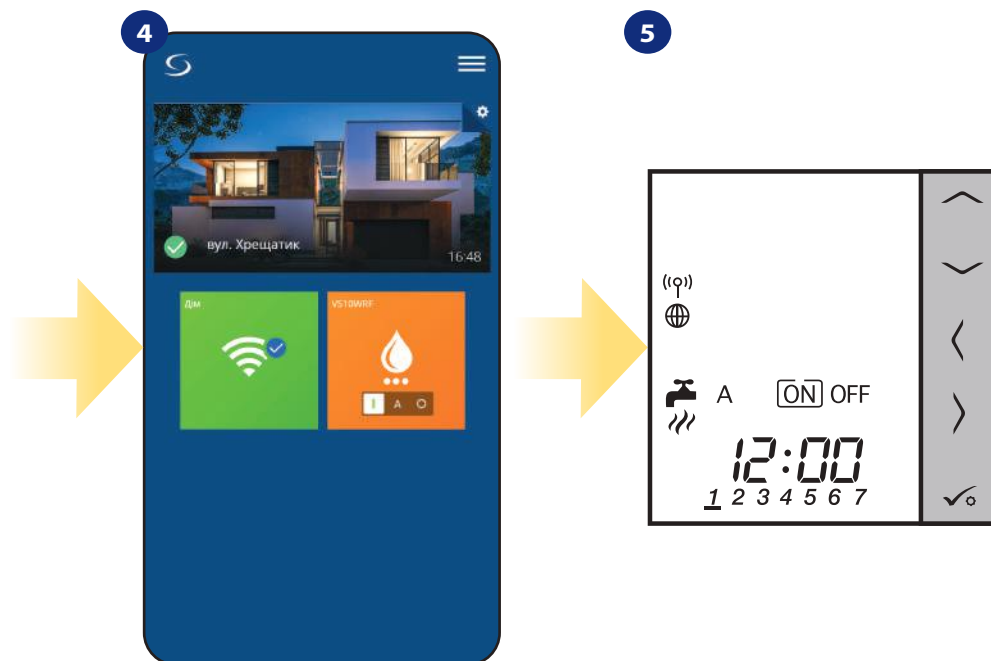 4
5
вул. Хрещатик
16:48
Дім
VS10WRF
I A O
A ON OFF
12:00
1 2 3 4 5 6 7